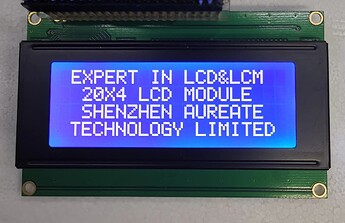 EXPERT IN LCD&LCM
20X4 LCD MODULE
SHENZHEN AUREATE
TECHNOLOGY LIMITED